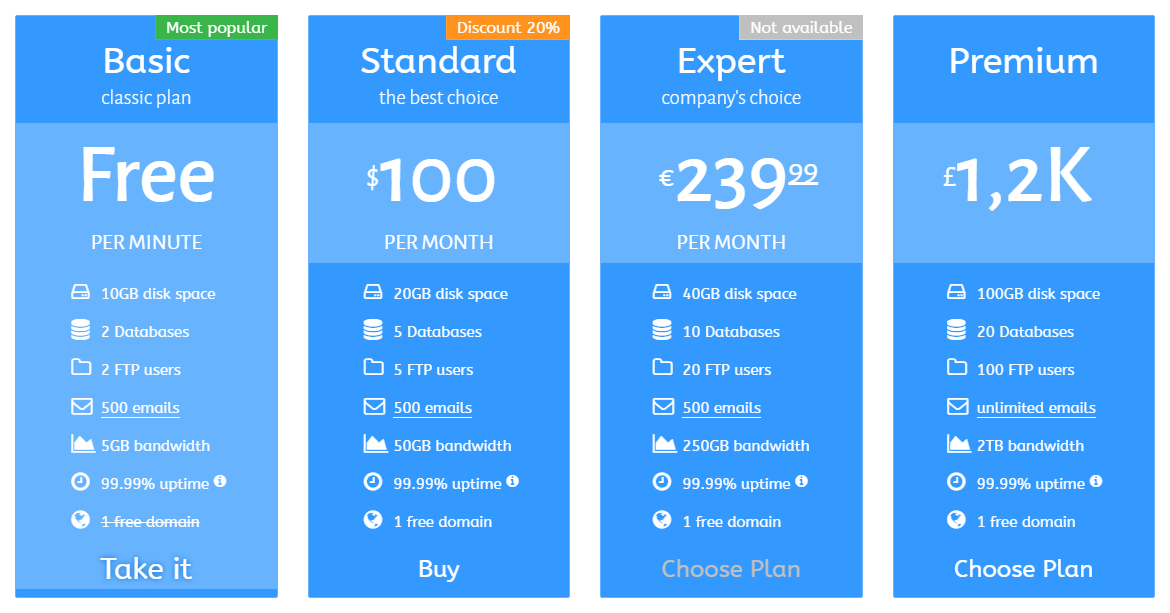 Most popular
Basic
classic plan
Free
PER MINUTE
10GB disk space
2 Databases
2 FTP users
500 emails
5GB bandwidth
99.99% uptime
1 free domain
Take it
Discount 20%
Standard
the best choice
$100
PER MONTH
20GB disk space
5 Databases
5 FTP users
500 emails
50GB bandwidth
99.99% uptime
1 free domain
Buy
Not available
Expert
company's choice
€23999
PER MONTH
40GB disk space
10 Databases
20 FTP users
500 emails
250GB bandwidth
99.99% uptime
1 free domain
Choose Plan
Premium
£1,2K
100GB disk space
20 Databases
100 FTP users
unlimited emails
2TB bandwidth
99.99% uptime
1 free domain
Choose Plan